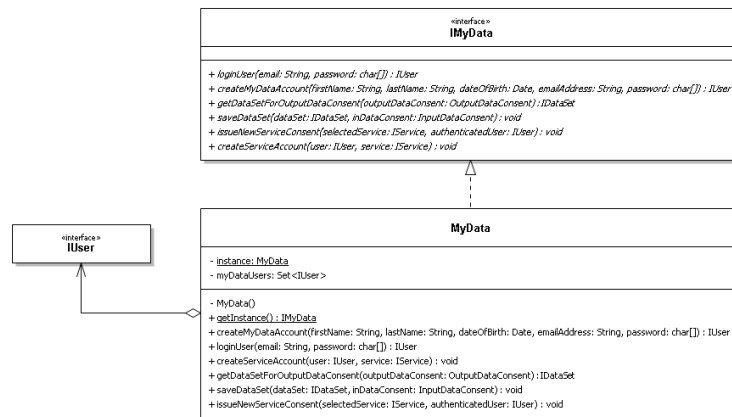 «interface»
IMyData
+ loginUser(email: String, password: char[]) : IUser
+ createMyDataAccount(firstName: String, lastName: String, dateOfBirth: Date, emailAddress: String, password: char[]) : IUser
+ getDataSetForOutputDataConsent(outputDataConsent: OutputDataConsent) : IDataSet
+ saveDataSet(dataSet: IDataSet, inDataConsent: InputDataConsent) : void
+ issueNewServiceConsent(selectedService: IService, authenticatedUser: IUser) : void
+ createServiceAccount(user: IUser, service: IService) : void
«interface»
IUser
MyData
- instance: MyData
- myDataUsers: Set<IUser>
- MyData()
+ getInstance() : IMyData
+ createMyDataAccount(firstName: String, lastName: String, dateOfBirth: Date, emailAddress: String, password: char[]) : IUser
+ loginUser(email: String, password: char[]) : IUser
+ createServiceAccount(user: IUser, service: IService) : void
+ getDataSetForOutputDataConsent(outputDataConsent: OutputDataConsent) : IDataSet
+ saveDataSet(dataSet: IDataSet, inDataConsent: InputDataConsent) : void
+ issueNewServiceConsent(selectedService: IService, authenticatedUser: IUser) : void